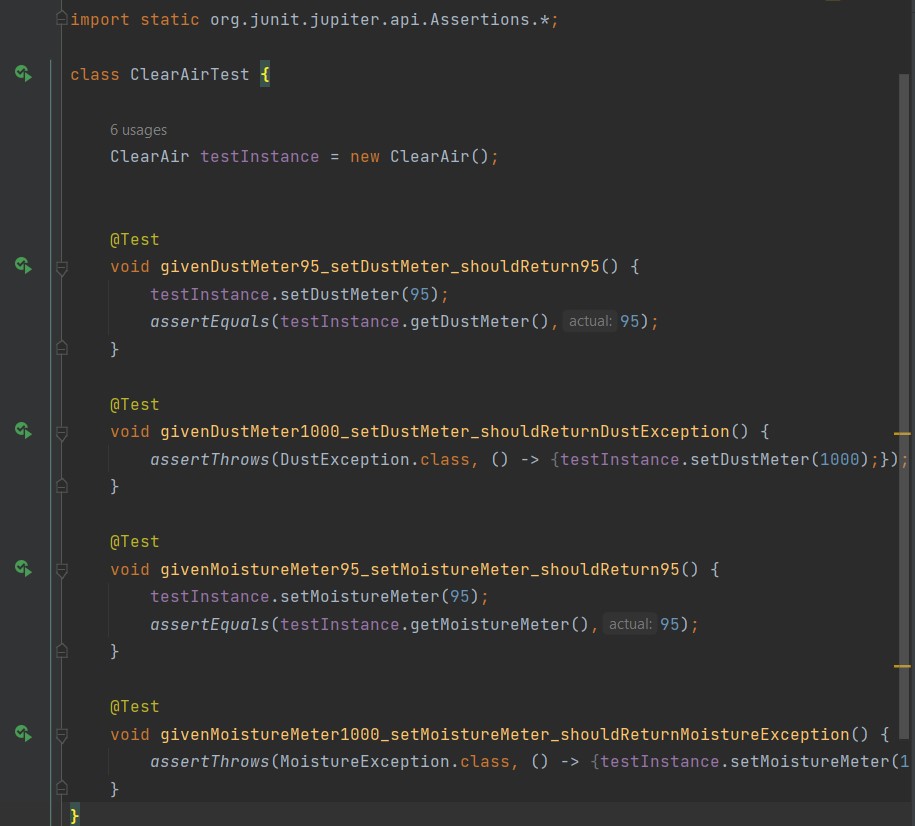 import static org.junit.jupiter.api.Assertions.*;
class ClearAirTest {
6 usages
ClearAir testInstance = new ClearAir();
@Test
void givenDustMeter95_setDustMeter_shouldReturn95() {
testInstance.setDustMeter(95);
assertEquals(testInstance.getDustMeter(), actual: 95);
}
@Test
void givenDustMeter1000_setDustMeter_shouldReturnDustException() {
assertThrows(DustException.class, () -> {testInstance.setDustMeter(1000);});
}
@Test
void givenMoistureMeter95_setMoistureMeter_shouldReturn95() {
testInstance.setMoistureMeter(95);
assertEquals(testInstance.getMoistureMeter(), actual: 95);
}
@Test
void givenMoistureMeter1000_setMoistureMeter_shouldReturnMoistureException() {
assertThrows(MoistureException.class, () -> {testInstance.setMoistureMeter(1
}
}